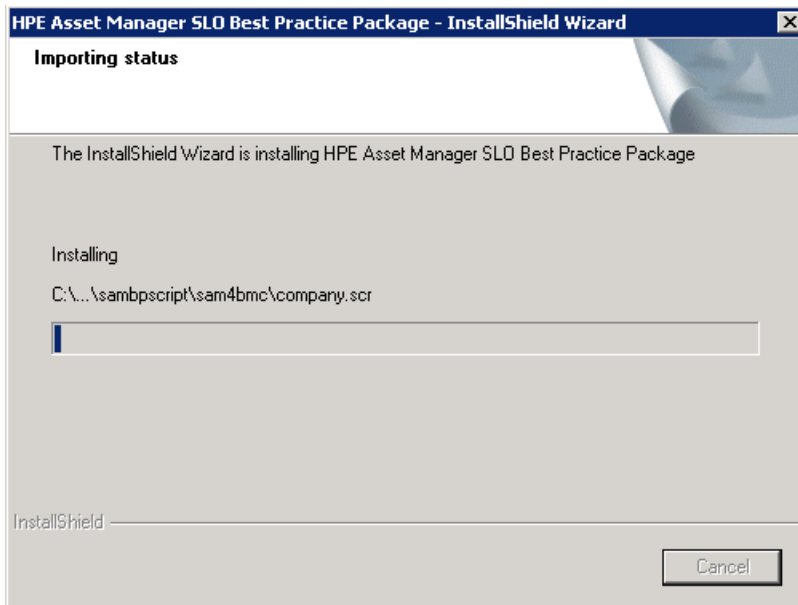 HPE Asset Manager SLO Best Practice Package - InstallShield Wizard
Importing status
The InstallShield Wizard is installing HPE Asset Manager SLO Best Practice Package
Installing
C:\...\sambpscript\sam4bmc\company.scr
InstallShield
Cancel